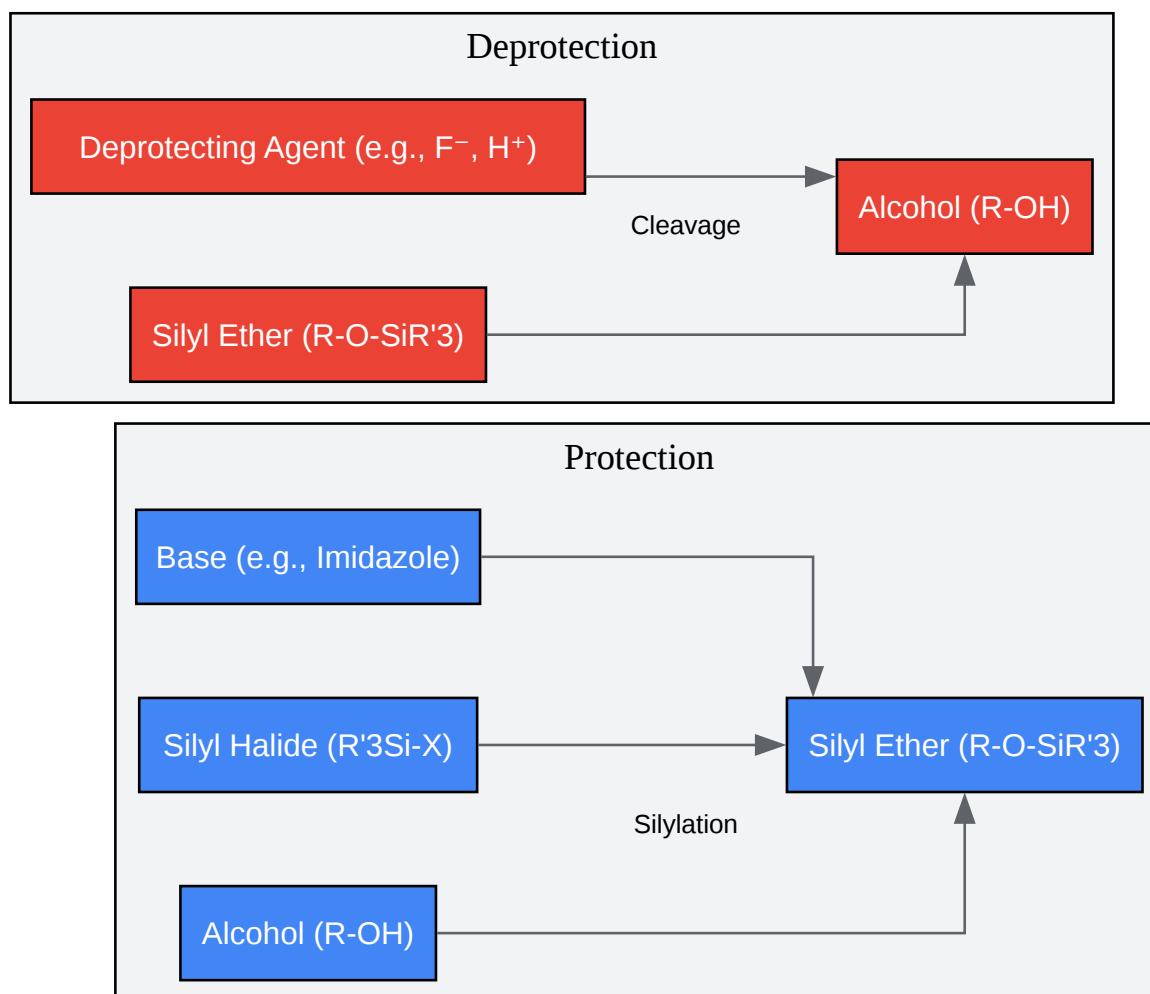 Deprotection
Deprotecting Agent (e.g., F⁻, H⁺)
Alcohol (R-OH)
Cleavage
Silyl Ether (R-O-SiR'3)
Protection
Base (e.g., Imidazole)
Silyl Halide (R'3Si-X)
Silyl Ether (R-O-SiR'3)
Silylation
Alcohol (R-OH)